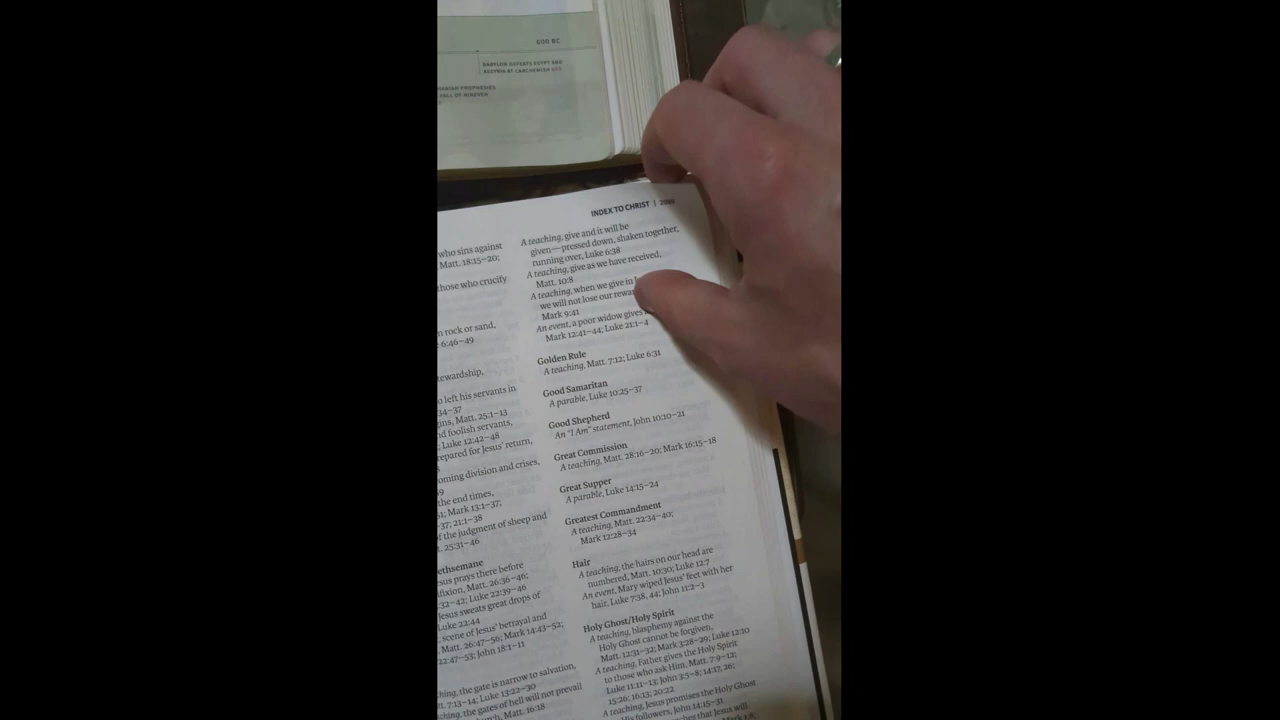 600 BC
BABYLON DEFEATS EGYPT AND
ASSYRIA AT CARCHEMISH
PROPHESIES
FALL OF NINEVEH
INDEX TO CHRIST |
who sins against
Matt. 18:15–20;
those who crucify
n rock or sand,
6:46–49
tewardship,
o left his servants in
34–37
gins, Matt. 25:1–13
nd foolish servants,
; Luke 12:42–48
repared for Jesus' return,
oming division and crises,
the end times,
51; Mark 13:1–37;
37; 21:1–38
of the judgment of sheep and
t. 25:31–46
ethsemane
esus prays there before
ifixion, Matt. 26:36–46;
:32–42; Luke 22:39–46
Jesus sweats great drops of
Luke 22:44
, scene of Jesus' betrayal and
, Matt. 26:47–56; Mark 14:43–52;
22:47–53; John 18:1–11
hing, the gate is narrow to salvation,
tt. 7:13–14; Luke 13:22–30
ching, the gates of hell will not prevail
urch, Matt. 16:18
A teaching, give and it will be
given—pressed down, shaken together,
running over, Luke 6:38
A teaching, give as we have received,
Matt. 10:8
A teaching, when we give in
we will not lose our
Mark 9:41
An event, a poor widow gives
Mark 12:41–44; Luke 21:1–4
Golden Rule
A teaching, Matt. 7:12; Luke 6:31
Good Samaritan
A parable, Luke 10:25–37
Good Shepherd
An "I Am" statement, John 10:10–21
Great Commission
A teaching, Matt. 28:16–20; Mark 16:15–18
Great Supper
A parable, Luke 14:15–24
Greatest Commandment
A teaching, Matt. 22:34–40;
Mark 12:28–34
Hair
A teaching, the hairs on our head are
numbered, Matt. 10:30; Luke 12:7
An event, Mary wiped Jesus' feet with her
hair, Luke 7:38, 44; John 11:2–3
Holy Ghost/Holy Spirit
A teaching, blasphemy against the
Holy Ghost cannot be forgiven,
Matt. 12:31–32; Mark 3:28–29; Luke 12:10
A teaching, Father gives the Holy Spirit
to those who ask Him, Matt. 7:9–12;
Luke 11:11–13; John 3:5–8; 14:17, 26;
15:26; 16:13; 20:22
A teaching, Jesus promises the Holy Ghost
His followers, John 14:15–31
that Jesus will